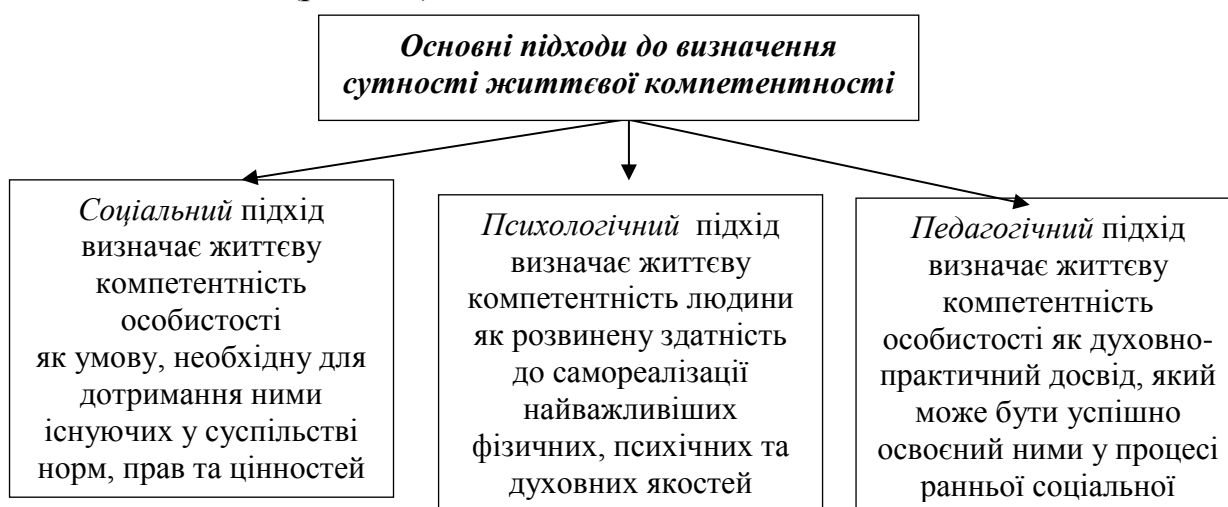 Основні підходи до визначення
сутності життєвої компетентності
Соціальний підхід
визначає життєву
компетентність
особистості
як умову, необхідну для
дотримання ними
існуючих у суспільстві
норм, прав та цінностей
Психологічний підхід
визначає життєву
компетентність людини
як розвинену здатність
до самореалізації
найважливіших
фізичних, психічних та
духовних якостей
Педагогічний підхід
визначає життєву
компетентність
особистості як духовно-
практичний досвід, який
може бути успішно
освоєний ними у процесі
ранньої соціальної